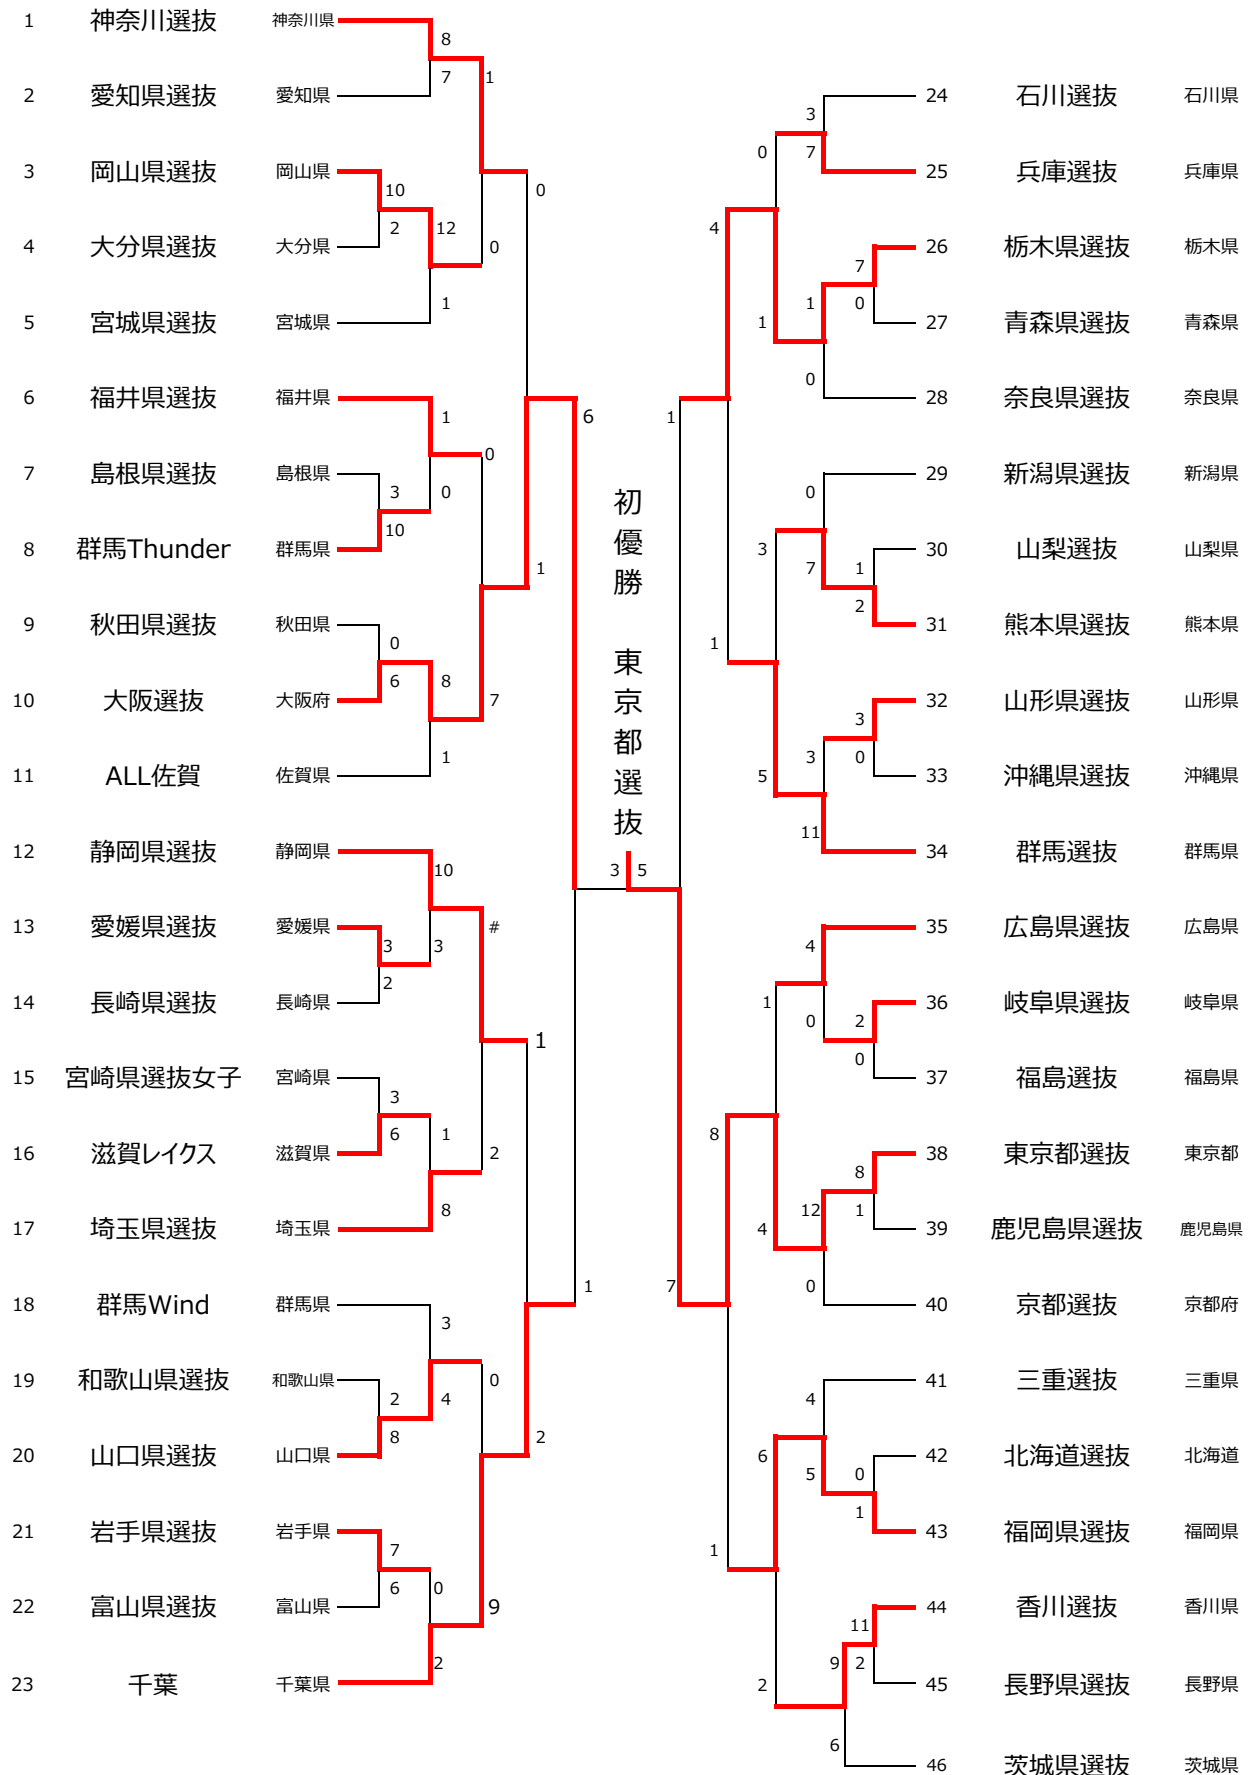 1 神奈川選抜 神奈川県
8
7
1
2 愛知県選抜 愛知県
3 岡山県選抜 岡山県
10
2
12
0
0
4 大分県選抜 大分県
1
5 宮城県選抜 宮城県
6 福井県選抜 福井県
1
6
0
7 島根県選抜 島根県
3
0
10
8 群馬Thunder 群馬県
1
9 秋田県選抜 秋田県
0
6
8
7
10 大阪選抜 大阪府
1
11 ALL佐賀 佐賀県
12 静岡県選抜 静岡県
10
#
13 愛媛県選抜 愛媛県
3
3
2
14 長崎県選抜 長崎県
1
15 宮崎県選抜女子 宮崎県
3
6
1
2
16 滋賀レイクス 滋賀県
8
17 埼玉県選抜 埼玉県
1
18 群馬Wind 群馬県
3
0
19 和歌山県選抜 和歌山県
2
4
8
2
20 山口県選抜 山口県
21 岩手県選抜 岩手県
7
6
0
9
22 富山県選抜 富山県
2
23 千葉 千葉県
初優勝 東京都選抜
3 5
24 石川選抜 石川県
3
0
7
25 兵庫選抜 兵庫県
4
26 栃木県選抜 栃木県
7
0
1
1
27 青森県選抜 青森県
0
28 奈良県選抜 奈良県
1
29 新潟県選抜 新潟県
0
3
7
30 山梨選抜 山梨県
1
2
31 熊本県選抜 熊本県
1
32 山形県選抜 山形県
3
0
3
5
33 沖縄県選抜 沖縄県
11
34 群馬選抜 群馬県
35 広島県選抜 広島県
4
1
0
36 岐阜県選抜 岐阜県
2
0
37 福島選抜 福島県
8
38 東京都選抜 東京都
8
1
12
4
39 鹿児島県選抜 鹿児島県
0
40 京都選抜 京都府
7
41 三重選抜 三重県
4
6
5
42 北海道選抜 北海道
0
1
43 福岡県選抜 福岡県
1
44 香川選抜 香川県
11
2
9
2
45 長野県選抜 長野県
6
46 茨城県選抜 茨城県